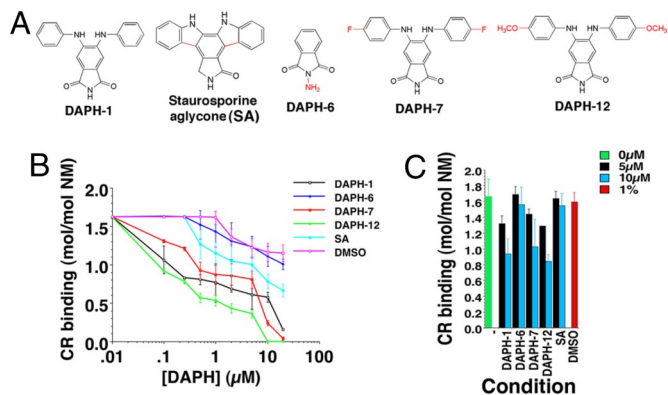 A
DAPH-1
Staurosporine
aglycone (SA)
DAPH-6
DAPH-7
DAPH-12
H
N
H
N
O
N
H
O
H
N
H
N
N
H
O
O
N
O
NH₂
F
H
N
H
N
F
O
N
H
O
H₃CO
H
N
H
N
OCH₃
O
N
H
O
B
CR binding (mol/mol NM)
2.0
1.5
1.0
0.5
0.0
.01
.1
1
10
100
[DAPH] (µM)
DAPH-1
DAPH-6
DAPH-7
DAPH-12
SA
DMSO
C
0µM
5µM
10µM
1%
CR binding (mol/mol NM)
2.0
1.8
1.6
1.4
1.2
1.0
0.8
0.6
0.4
0.2
0.0
-
DAPH-1
DAPH-6
DAPH-7
DAPH-12
SA
DMSO
Condition